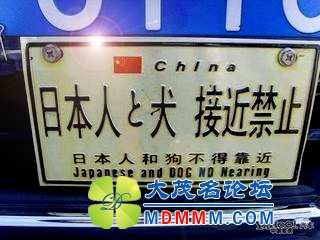 China
日本人と犬 接近禁止
日本人和狗不得靠近
Japanese and DOG NO Nearing
大茂名论坛
MDMMM.COM